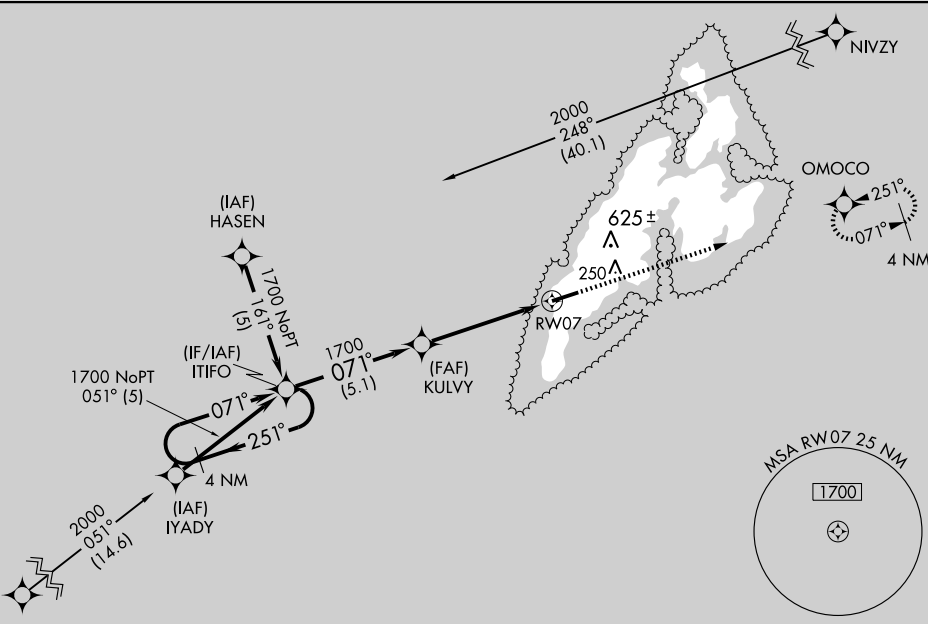 NIVZY
2000
248°
(40.1)
OMOCO
251°
071°
4 NM
(IAF)
HASEN
1700 NoPT
161°
(5)
625 ±
250
RW07
(IF/IAF)
ITIFO
1700
071°
(5.1)
(FAF)
KULVY
1700 NoPT
051° (5)
071°
251°
4 NM
(IAF)
IYADY
2000
051°
(14.6)
MSA RW07 25 NM
1700